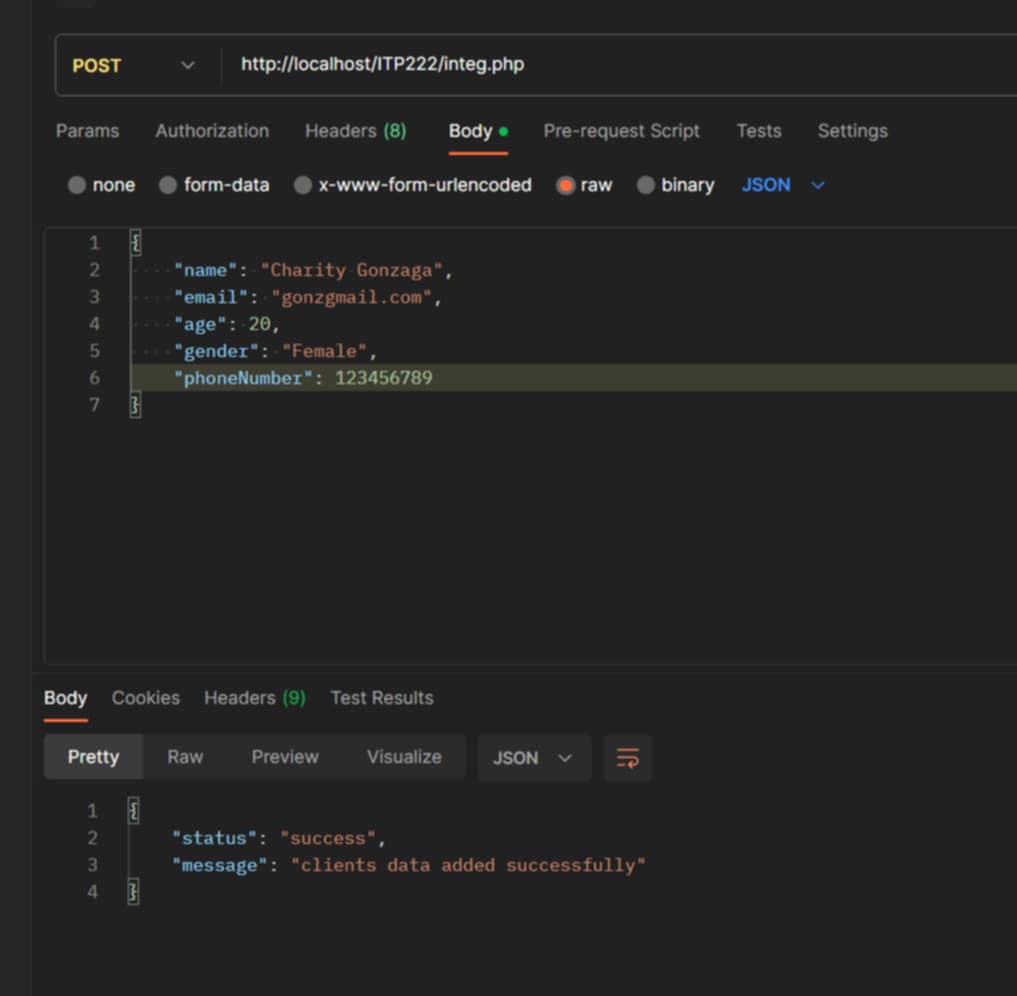 POST http://localhost/ITP222/integ.php
Params Authorization Headers (8) Body Pre-request Script Tests Settings
none form-data x-www-form-urlencoded raw binary JSON
1 {
2 "name": "Charity Gonzaga",
3 "email": "gonzgmail.com",
4 "age": 20,
5 "gender": "Female",
6 "phoneNumber": 123456789
7 }
Body Cookies Headers (9) Test Results
Pretty Raw Preview Visualize JSON
1 {
2 "status": "success",
3 "message": "clients data added successfully"
4 }